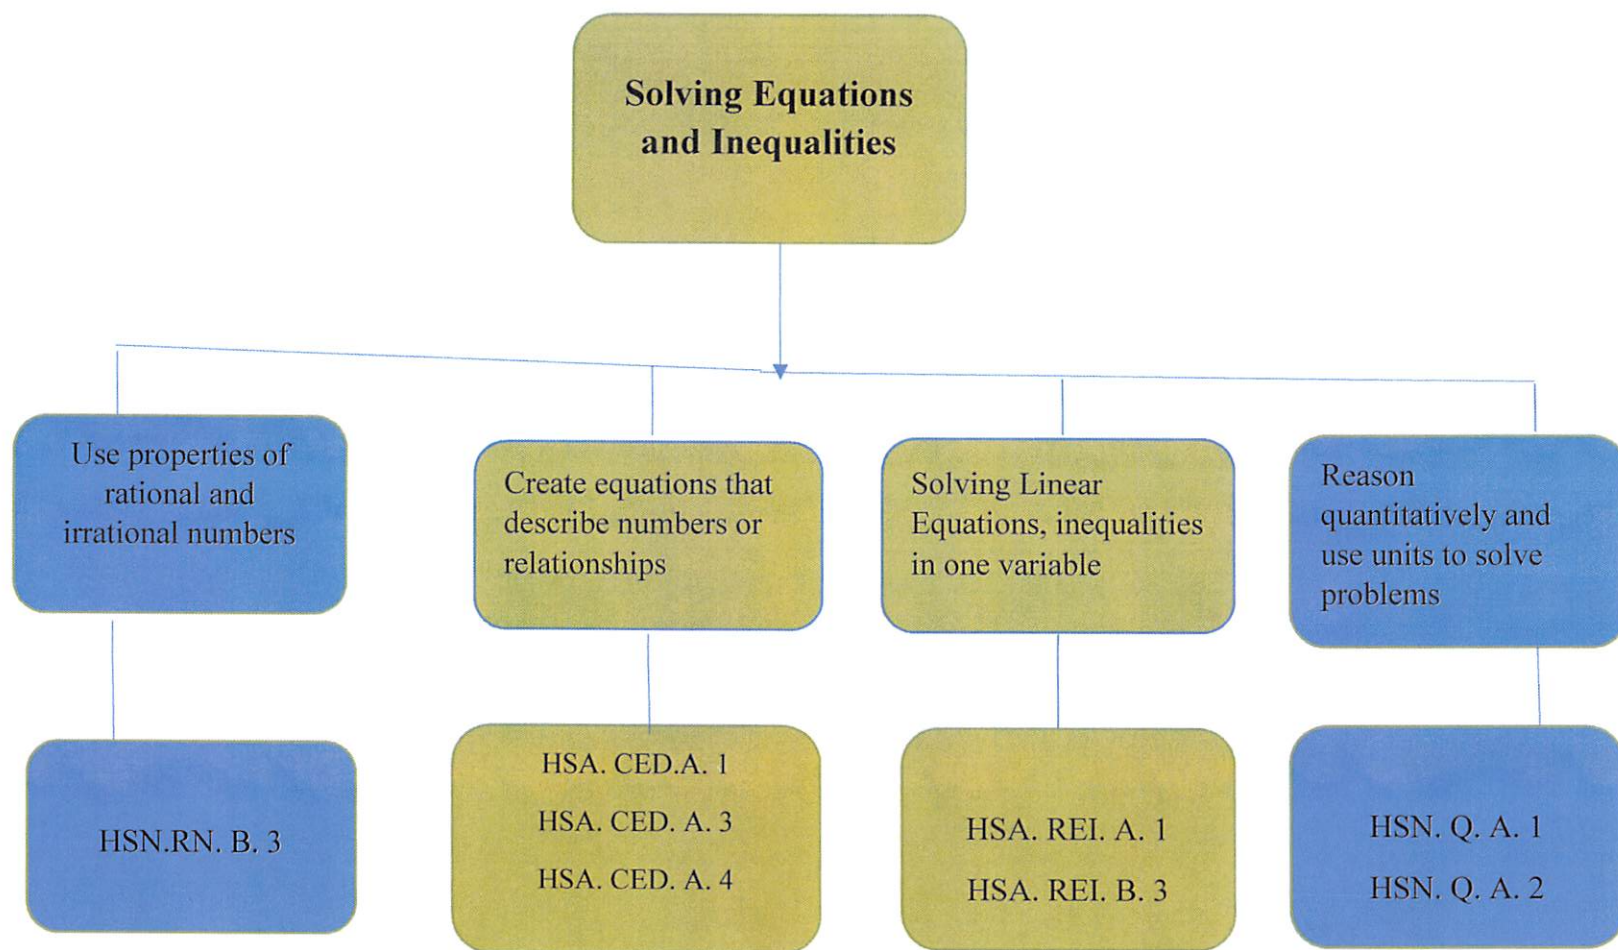 Solving Equations
and Inequalities
Use properties of
rational and
irrational numbers
Create equations that
describe numbers or
relationships
Solving Linear
Equations, inequalities
in one variable
Reason
quantitatively and
use units to solve
problems
HSN.RN. B. 3
HSA. CED.A. 1
HSA. CED. A. 3
HSA. CED. A. 4
HSA. REI. A. 1
HSA. REI. B. 3
HSN. Q. A. 1
HSN. Q. A. 2